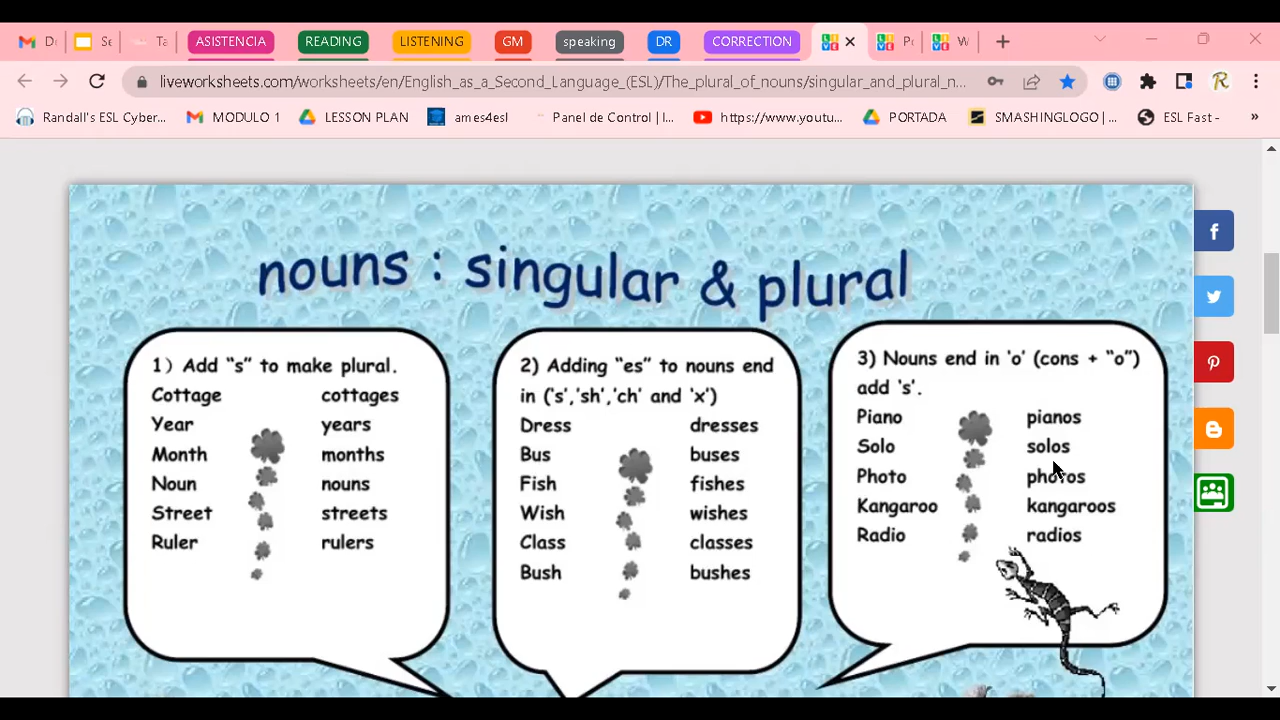 D
Se
Ta
ASISTENCIA
READING
LISTENING
GM
speaking
DR
CORRECTION
Po
W
liveworksheets.com/worksheets/en/English_as_a_Second_Language_(ESL)/The_plural_of_nouns/singular_and_plural_n...
Randall's ESL Cyber...
MODULO 1
LESSON PLAN
ames4esl
Panel de Control | I...
https://www.youtu...
PORTADA
SMASHINGLOGO | ...
ESL Fast -
nouns : singular & plural
1) Add “s” to make plural.
Cottage cottages
Year years
Month months
Noun nouns
Street streets
Ruler rulers
2) Adding “es” to nouns end
in (‘s’,‘sh’,‘ch’ and ‘x’)
Dress dresses
Bus buses
Fish fishes
Wish wishes
Class classes
Bush bushes
3) Nouns end in ‘o’ (cons + “o”)
add ‘s’.
Piano pianos
Solo solos
Photo photos
Kangaroo kangaroos
Radio radios